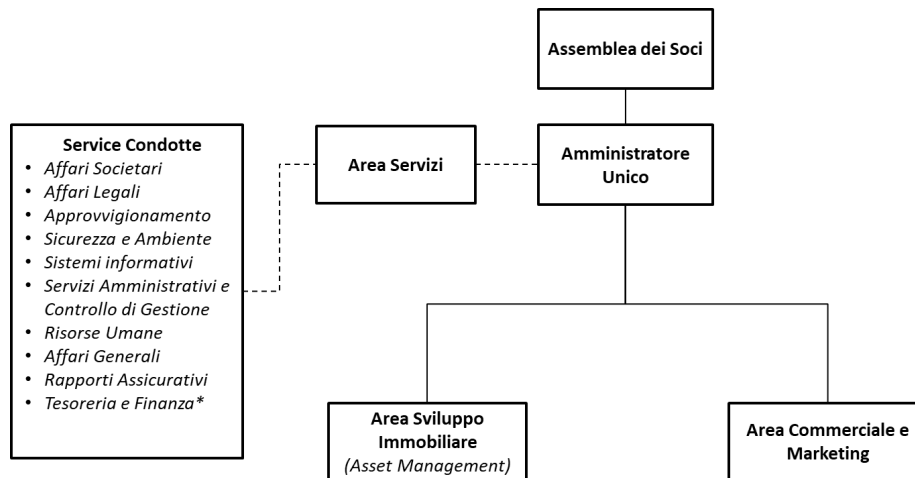 Assemblea dei Soci
Amministratore
Unico
Area Servizi
Service Condotte
• Affari Societari
• Affari Legali
• Approvvigionamento
• Sicurezza e Ambiente
• Sistemi informativi
• Servizi Amministrativi e
Controllo di Gestione
• Risorse Umane
• Affari Generali
• Rapporti Assicurativi
• Tesoreria e Finanza*
Area Sviluppo
Immobiliare
(Asset Management)
Area Commerciale e
Marketing